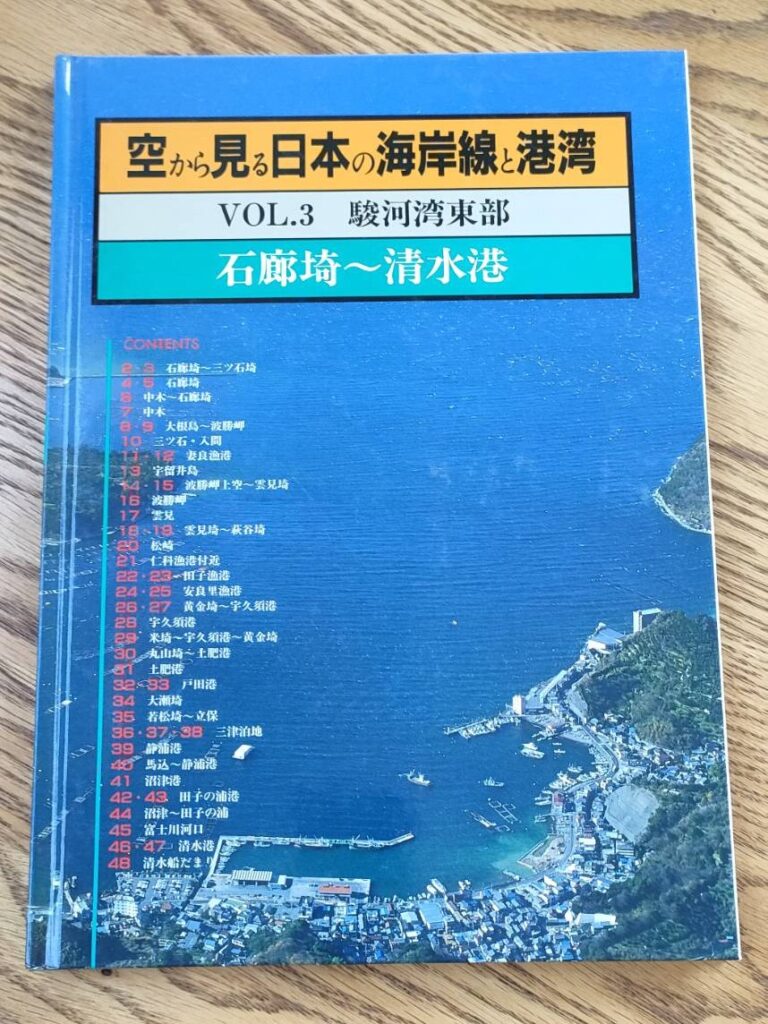 空から見る日本の海岸線と港湾
VOL.3 駿河湾東部
石廊埼〜清水港
CONTENTS
2・3 石廊埼〜三ツ石埼
4・5 石廊埼
6 中木〜石廊埼
7 中木
8・9 大根島〜波勝岬
10 三ツ石・入間
11・12 妻良漁港
13 宇留井島
14・15 波勝岬上空〜雲見埼
16 波勝岬
17 雲見
18・19 雲見埼〜萩谷埼
20 松崎
21 仁科漁港付近
22・23 田子漁港
24・25 安良里漁港
26・27 黄金埼〜宇久須港
28 宇久須港
29 米埼〜宇久須港〜黄金埼
30 丸山埼〜土肥港
31 土肥港
32・33 戸田港
34 大瀬埼
35 若松埼〜立保
36・37・38 三津泊地
39 静浦港
40 馬込〜静浦港
41 沼津港
42・43 田子の浦港
44 沼津〜田子の浦
45 富士川河口
46・47 清水港
48 清水船だまり